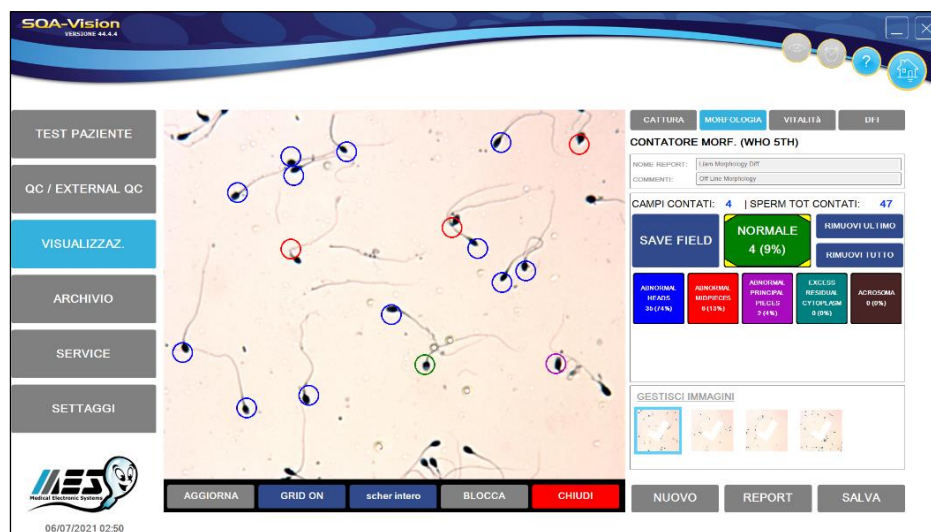 SQA-Vision
VERSIONE 44.4.4
?
TEST PAZIENTE
QC / EXTERNAL QC
VISUALIZZAZ.
ARCHIVIO
SERVICE
SETTAGGI
MES
Medical Electronic Systems
06/07/2021 02:50
AGGIORNA
GRID ON
scher intero
BLOCCA
CHIUDI
CATTURA
MORFOLOGIA
VITALITà
DFI
CONTATORE MORF. (WHO 5TH)
NOME REPORT: Liam Morphology Diff
COMMENTI: Off Line Morphology
CAMPI CONTATI: 4 | SPERM TOT CONTATI: 47
SAVE FIELD
NORMALE
4 (9%)
RIMUOVI ULTIMO
RIMUOVI TUTTO
ABNORMAL
HEADS
35 (74%)
ABNORMAL
MIDPIECES
6 (13%)
ABNORMAL
PRINCIPAL
PIECES
2 (4%)
EXCESS
RESIDUAL
CYTOPLASM
0 (0%)
ACROSOMA
0 (0%)
GESTISCI IMMAGINI
NUOVO
REPORT
SALVA